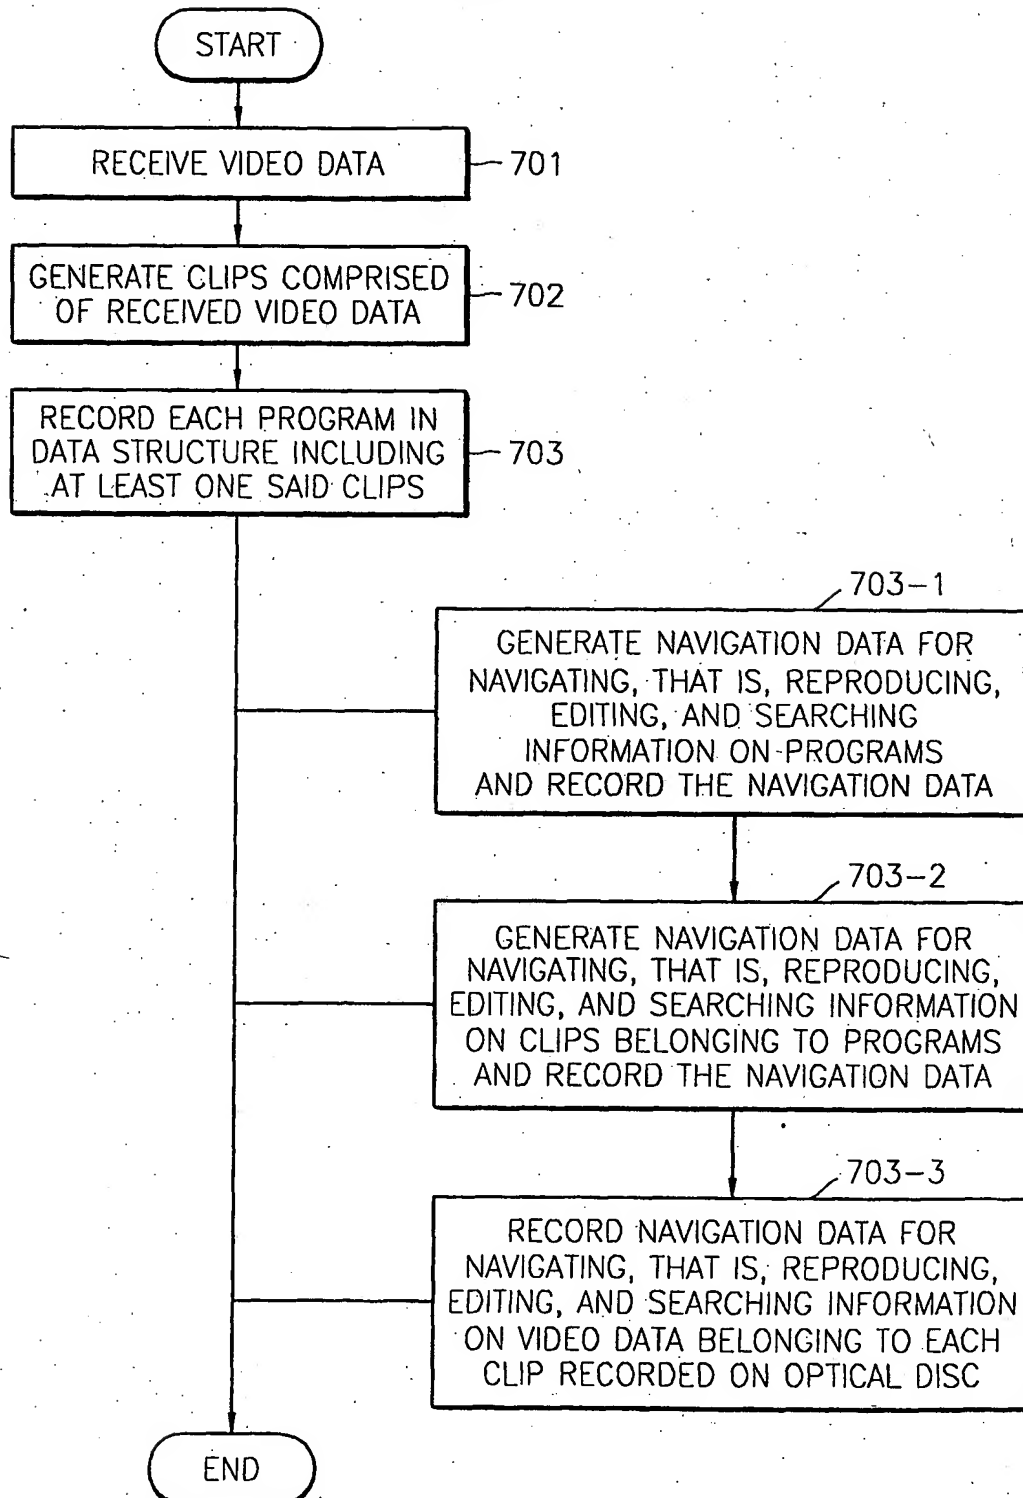 START
RECEIVE VIDEO DATA
701
GENERATE CLIPS COMPRISED
OF RECEIVED VIDEO DATA
702
RECORD EACH PROGRAM IN
DATA STRUCTURE INCLUDING
AT LEAST ONE SAID CLIPS
703
703-1
GENERATE NAVIGATION DATA FOR
NAVIGATING, THAT IS, REPRODUCING,
EDITING, AND SEARCHING
INFORMATION ON PROGRAMS
AND RECORD THE NAVIGATION DATA
703-2
GENERATE NAVIGATION DATA FOR
NAVIGATING, THAT IS, REPRODUCING,
EDITING, AND SEARCHING INFORMATION
ON CLIPS BELONGING TO PROGRAMS
AND RECORD THE NAVIGATION DATA
703-3
RECORD NAVIGATION DATA FOR
NAVIGATING, THAT IS, REPRODUCING,
EDITING, AND SEARCHING INFORMATION
ON VIDEO DATA BELONGING TO EACH
CLIP RECORDED ON OPTICAL DISC
END